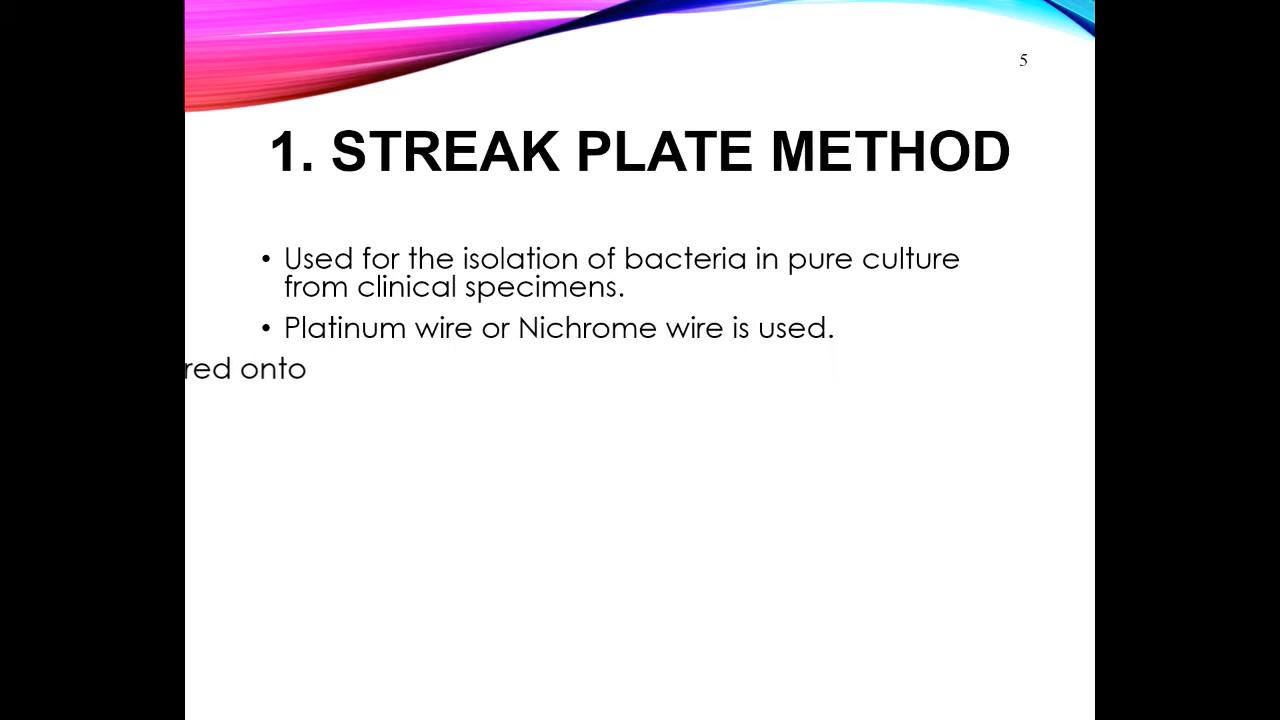 5
1. STREAK PLATE METHOD
• Used for the isolation of bacteria in pure culture
from clinical specimens.
• Platinum wire or Nichrome wire is used.
red onto